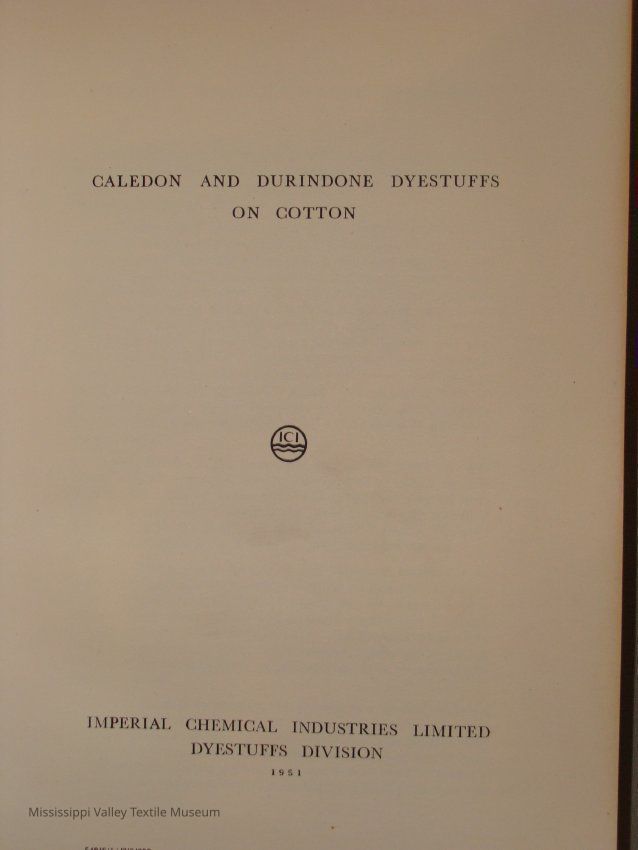 CALEDON AND DURINDONE DYESTUFFS
ON COTTON
ICI
IMPERIAL CHEMICAL INDUSTRIES LIMITED
DYESTUFFS DIVISION
1951
Mississippi Valley Textile Museum